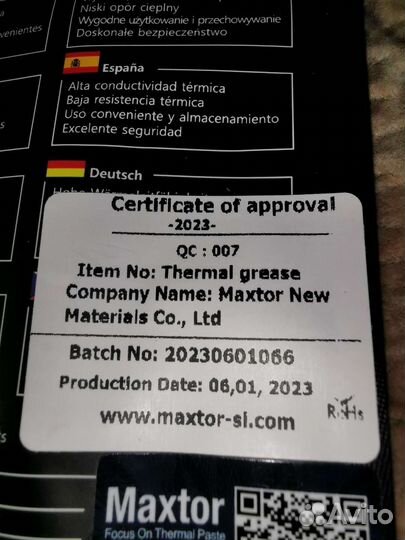 Niski opór cieplny
Wygodne użytkowanie i przechowywanie
Doskonałe bezpieczeństwo
España
Alta conductividad térmica
Baja resistencia térmica
Uso conveniente y almacenamiento
Excelente seguridad
Deutsch
Certificate of approval
-2023-
QC : 007
Item No: Thermal grease
Company Name: Maxtor New
Materials Co., Ltd
Batch No: 20230601066
Production Date: 06,01, 2023
www.maxtor-si.com
Maxtor
Focus On Thermal Paste
Avito